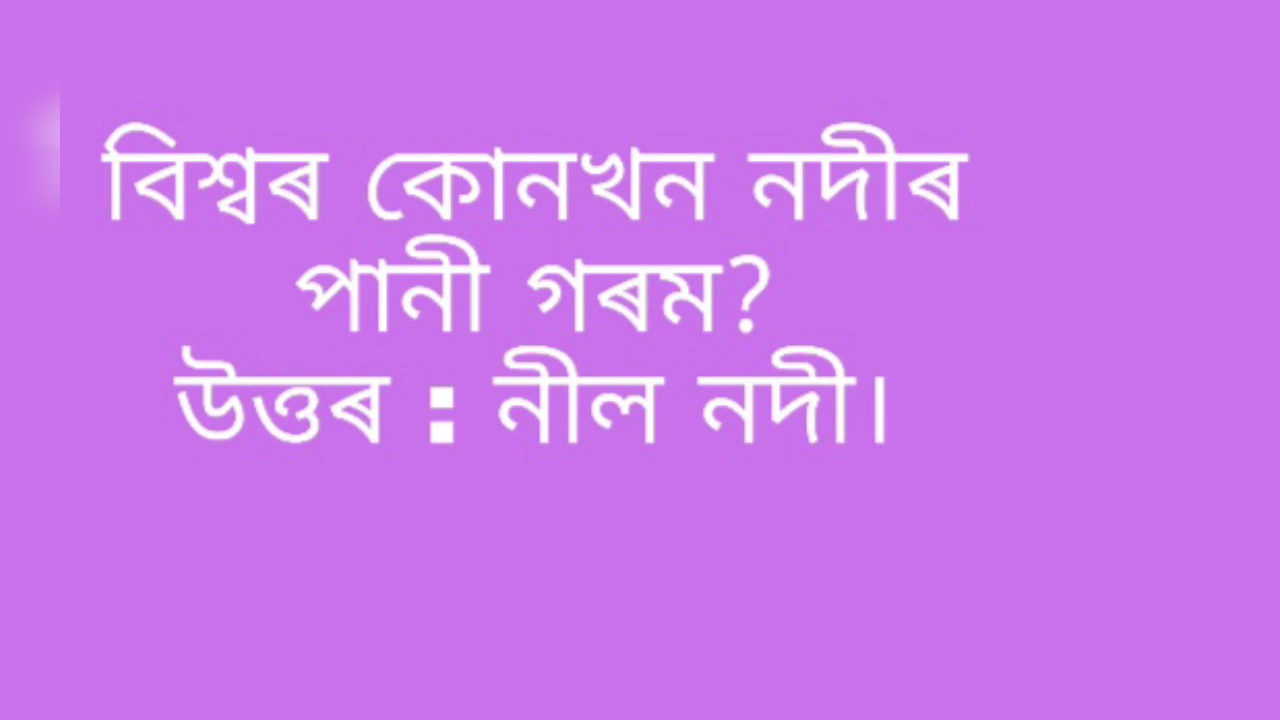 বিশ্বৰ কোনখন নদীৰ
পানী গৰম?
উত্তৰ : নীল নদী।